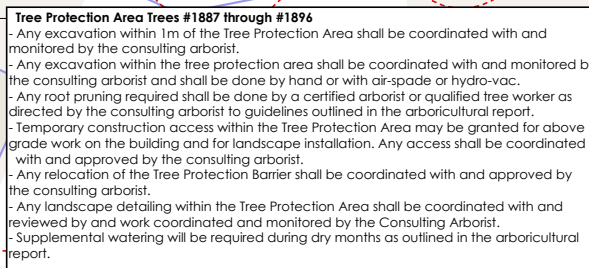 Tree Protection Area Trees #1887 through #1896
- Any excavation within 1m of the Tree Protection Area shall be coordinated with and
monitored by the consulting arborist.
- Any excavation within the tree protection area shall be coordinated with and monitored b
the consulting arborist and shall be done by hand or with air-spade or hydro-vac.
- Any root pruning required shall be done by a certified arborist or qualified tree worker as
directed by the consulting arborist to guidelines outlined in the arboricultural report.
- Temporary construction access within the Tree Protection Area may be granted for above
grade work on the building and for landscape installation. Any access shall be coordinated
with and approved by the consulting arborist.
- Any relocation of the Tree Protection Barrier shall be coordinated with and approved by
the consulting arborist.
- Any landscape detailing within the Tree Protection Area shall be coordinated with and
reviewed by and work coordinated and monitored by the Consulting Arborist.
- Supplemental watering will be required during dry months as outlined in the arboricultural
report.